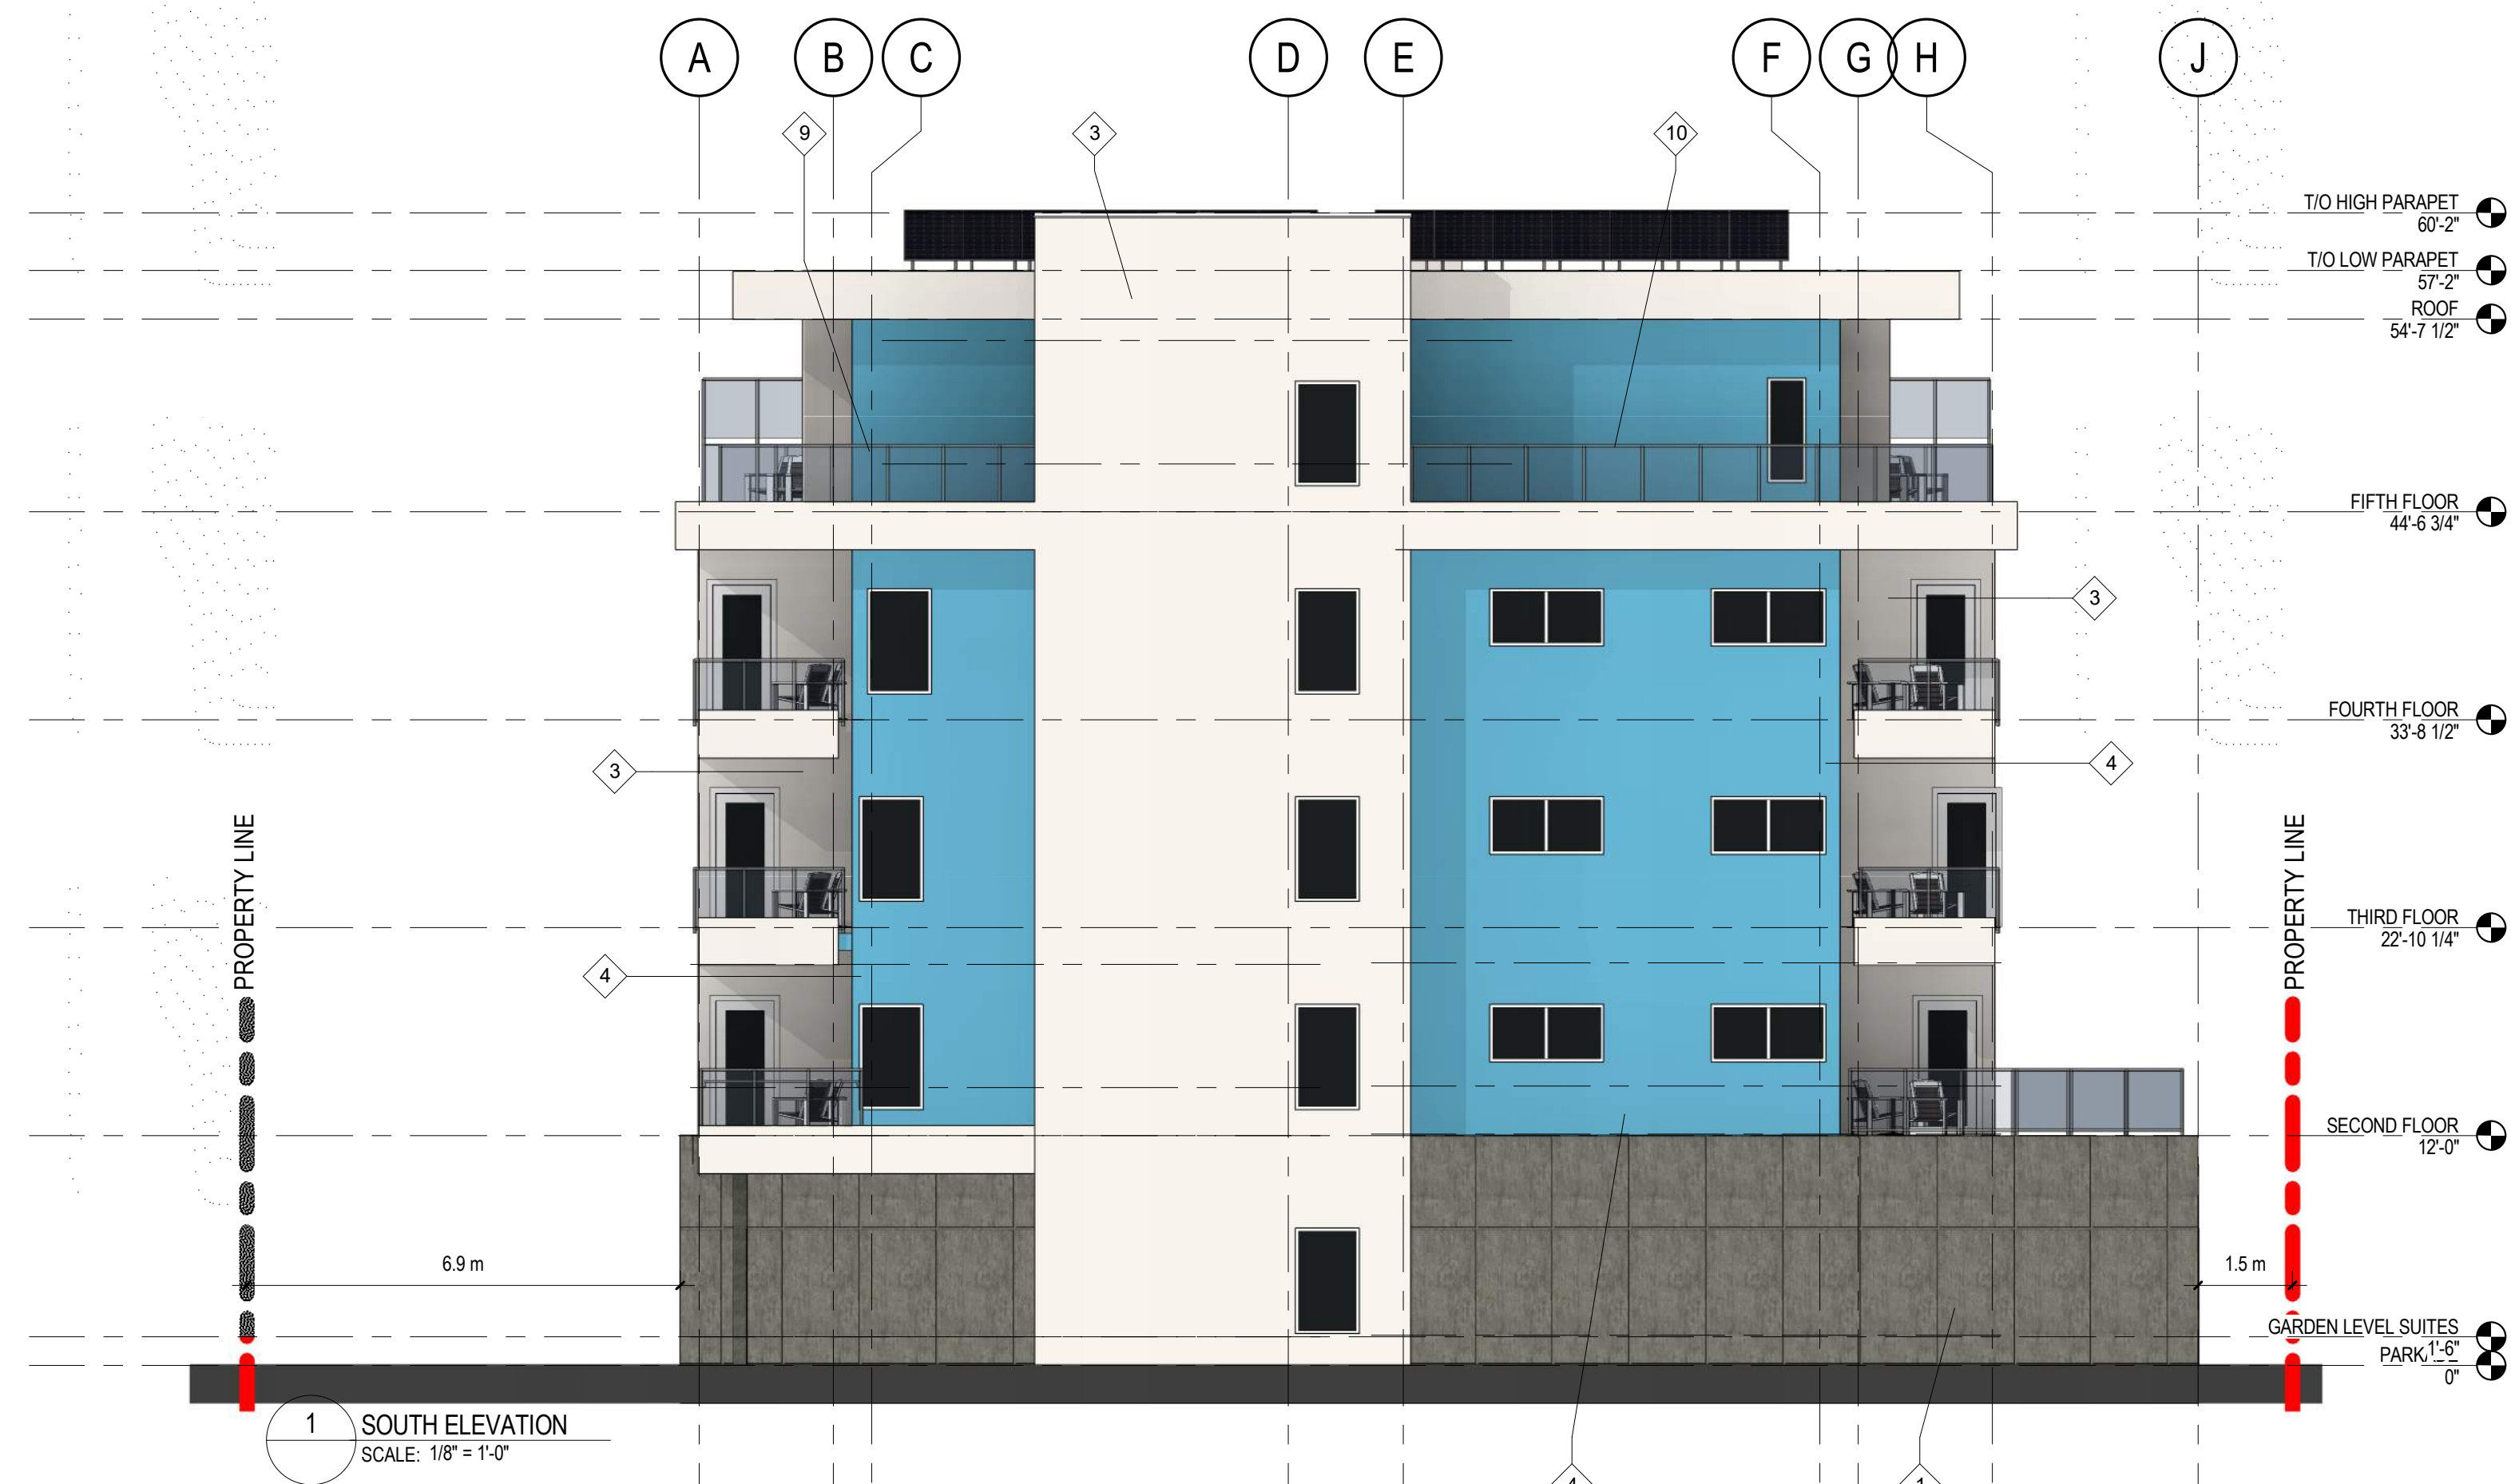 A
B
C
D
E
F
G
H
J
9
3
10
T/O HIGH PARAPET
60'-2"
T/O LOW PARAPET
57'-2"
ROOF
54'-7 1/2"
FIFTH FLOOR
44'-6 3/4"
3
FOURTH FLOOR
33'-8 1/2"
3
4
PROPERTY LINE
PROPERTY LINE
THIRD FLOOR
22'-10 1/4"
4
SECOND FLOOR
12'-0"
6.9 m
1.5 m
GARDEN LEVEL SUITES
1'-6"
0"
1
SOUTH ELEVATION
SCALE: 1/8" = 1'-0"
4
1